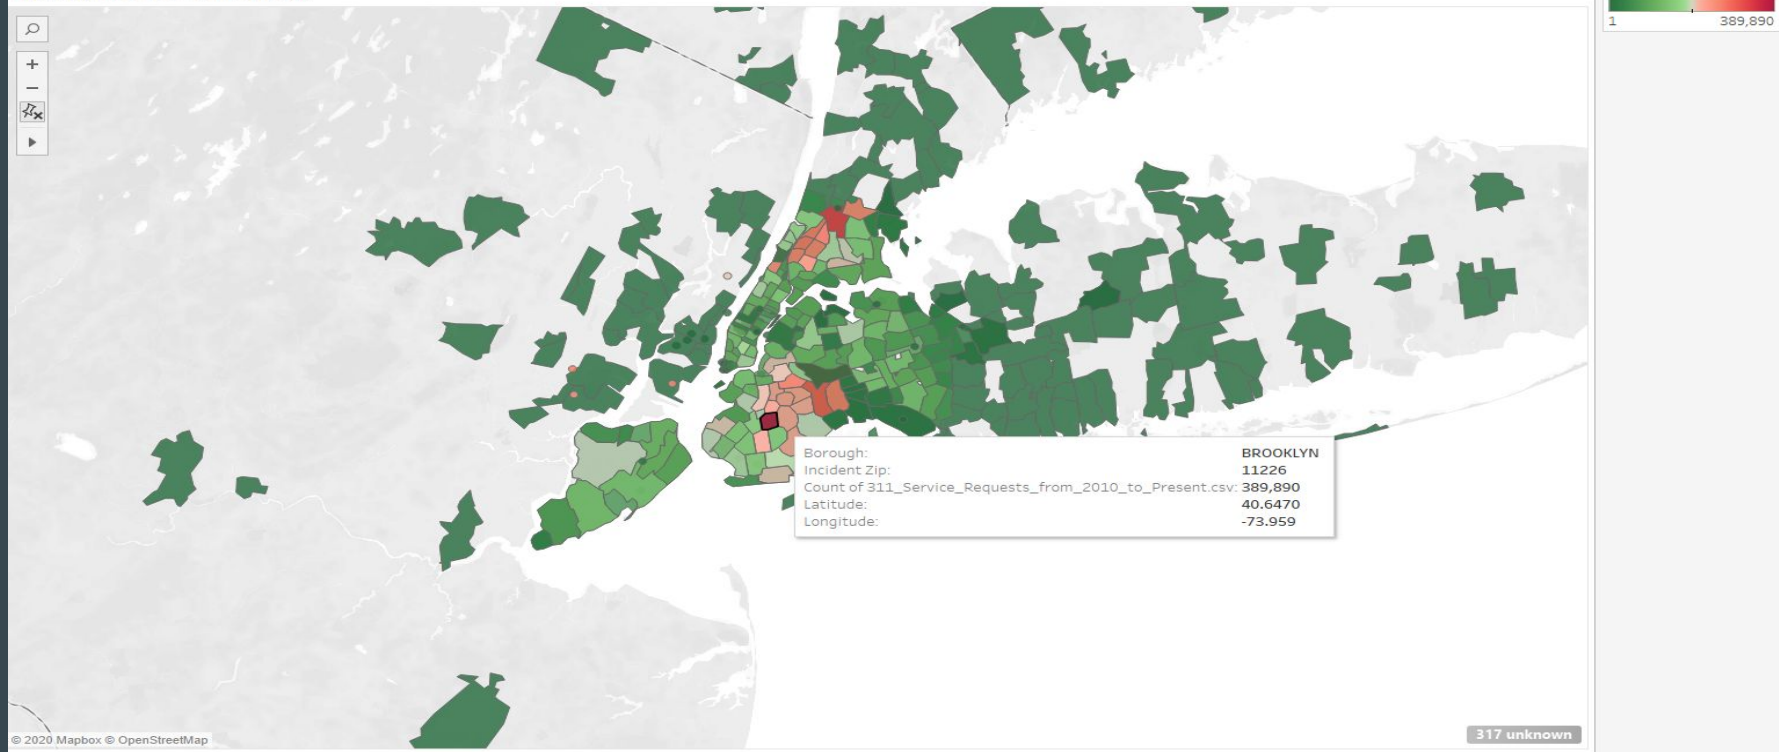 1 389,890
+
−
Borough: BROOKLYN
Incident Zip: 11226
Count of 311_Service_Requests_from_2010_to_Present.csv: 389,890
Latitude: 40.6470
Longitude: -73.959
© 2020 Mapbox © OpenStreetMap
317 unknown